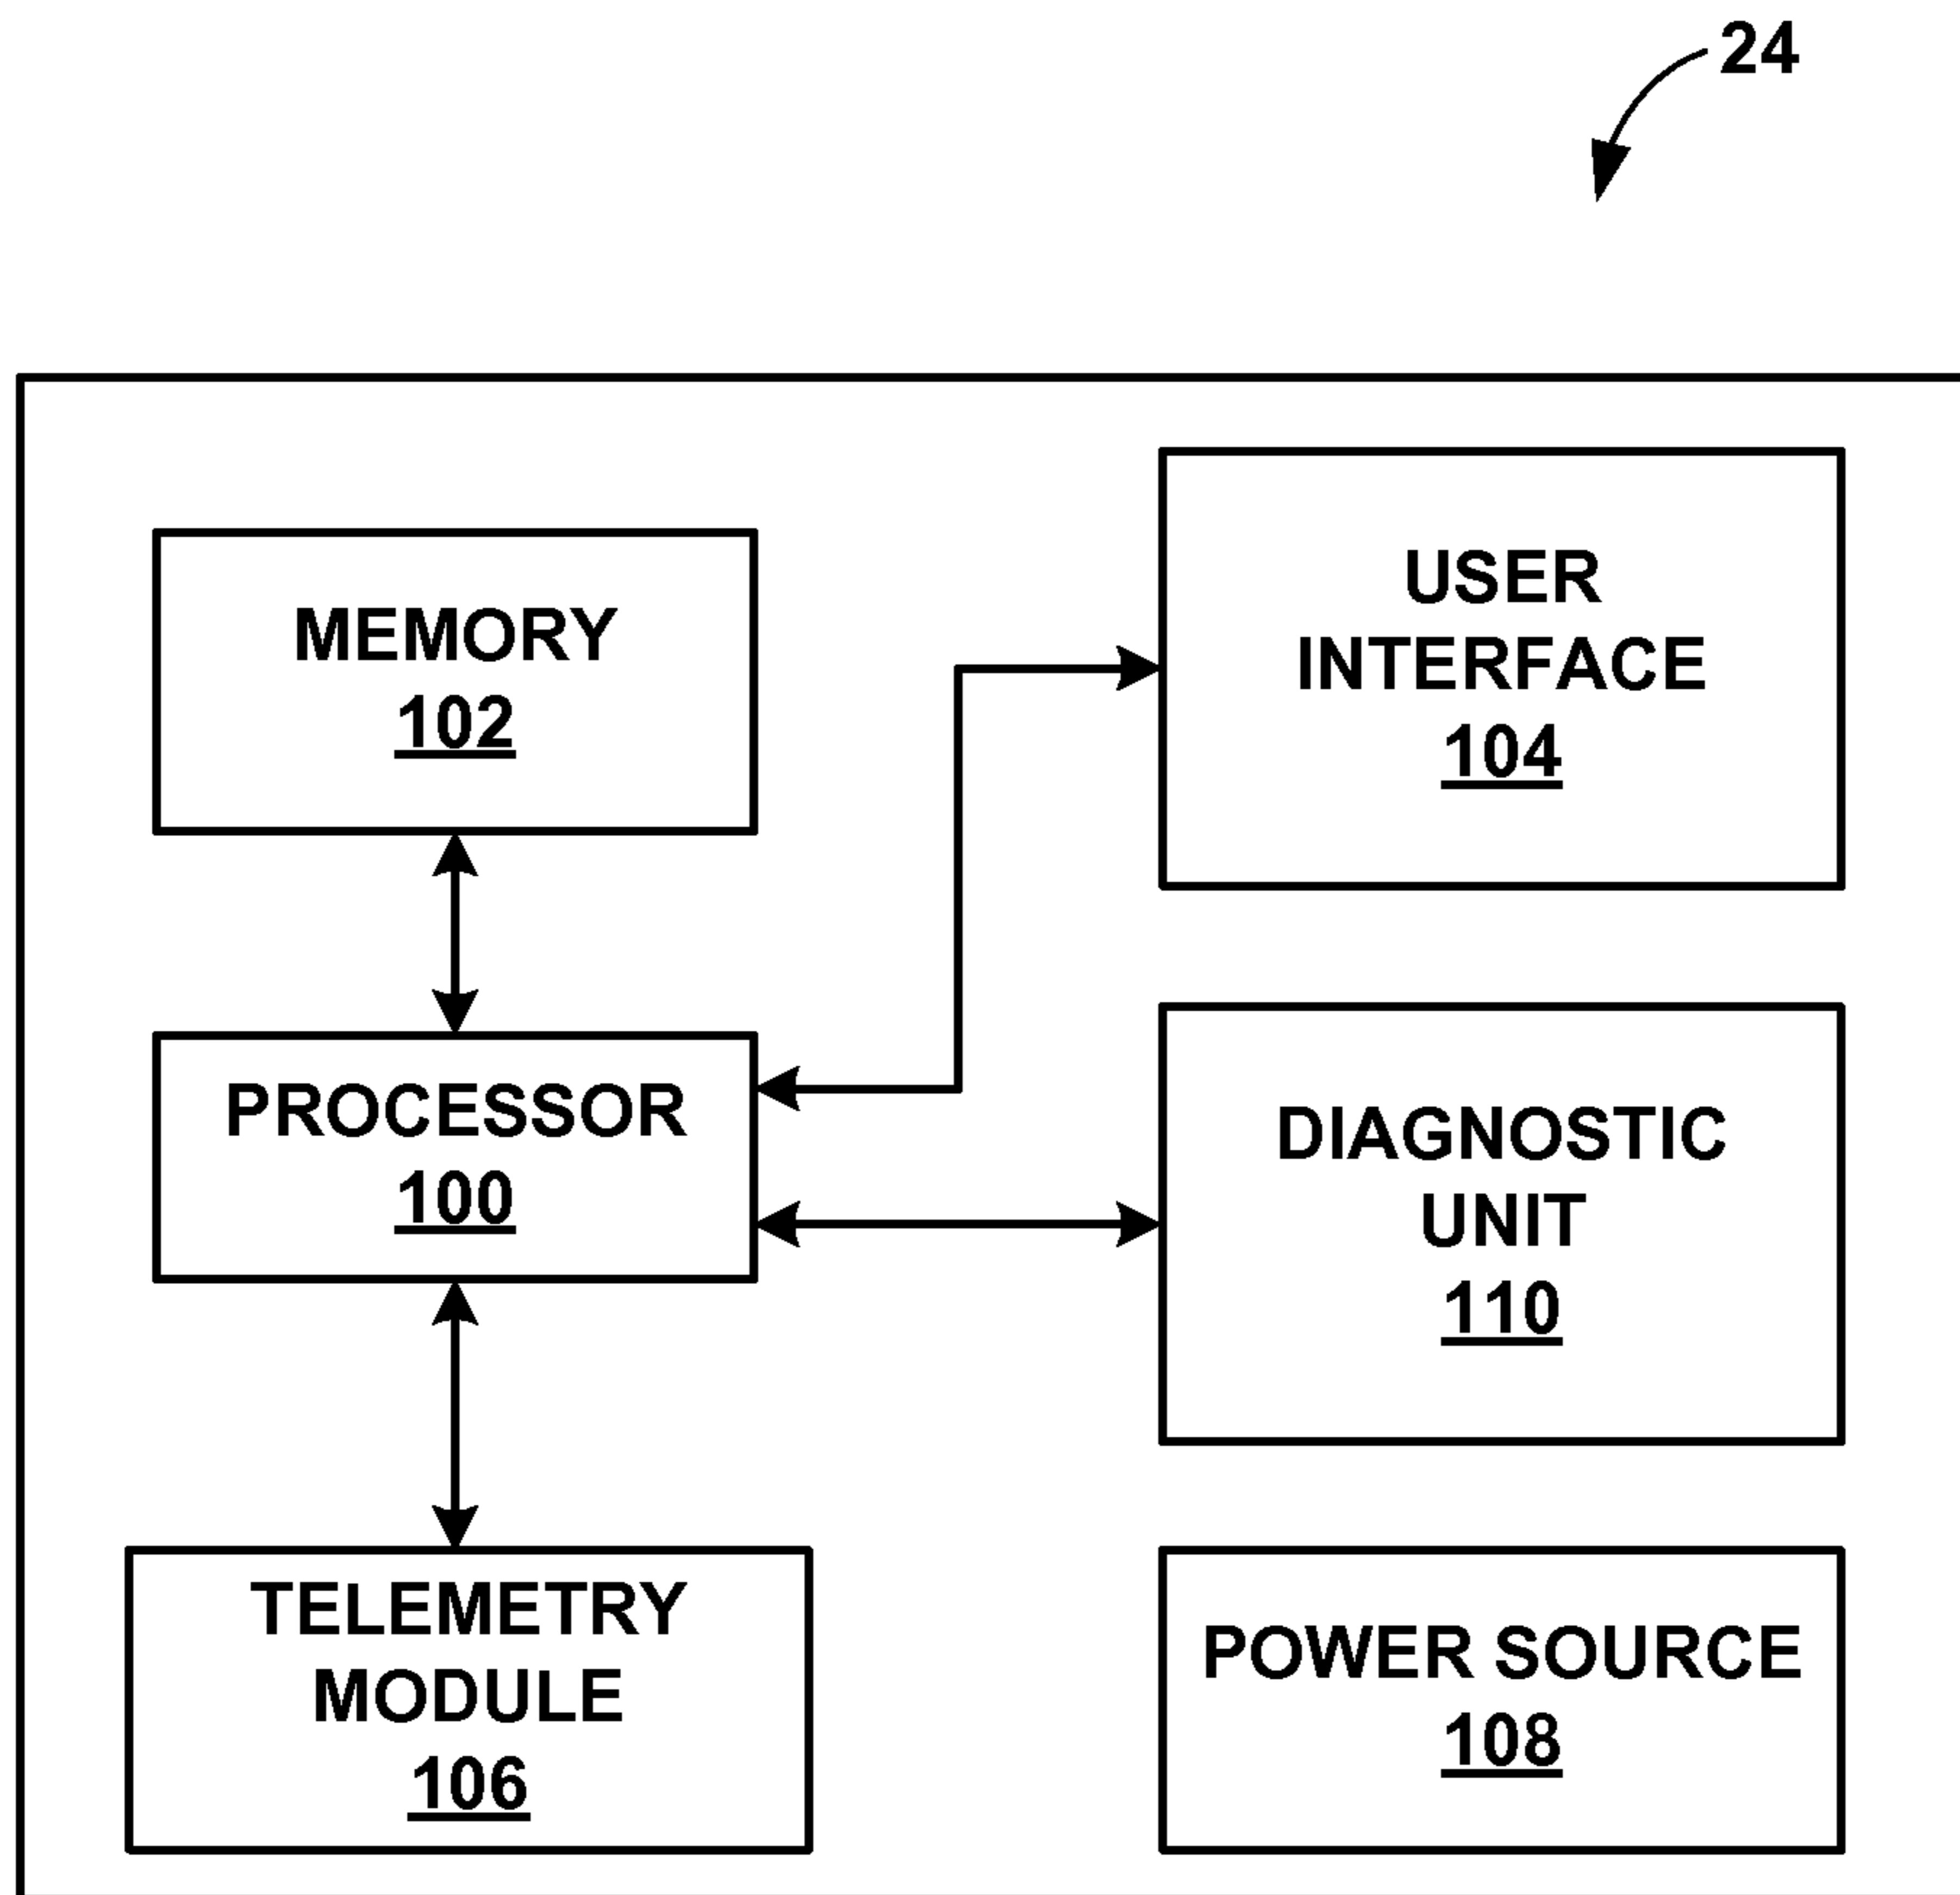 24
MEMORY
102
USER
INTERFACE
104
PROCESSOR
100
DIAGNOSTIC
UNIT
110
TELEMETRY
MODULE
106
POWER SOURCE
108